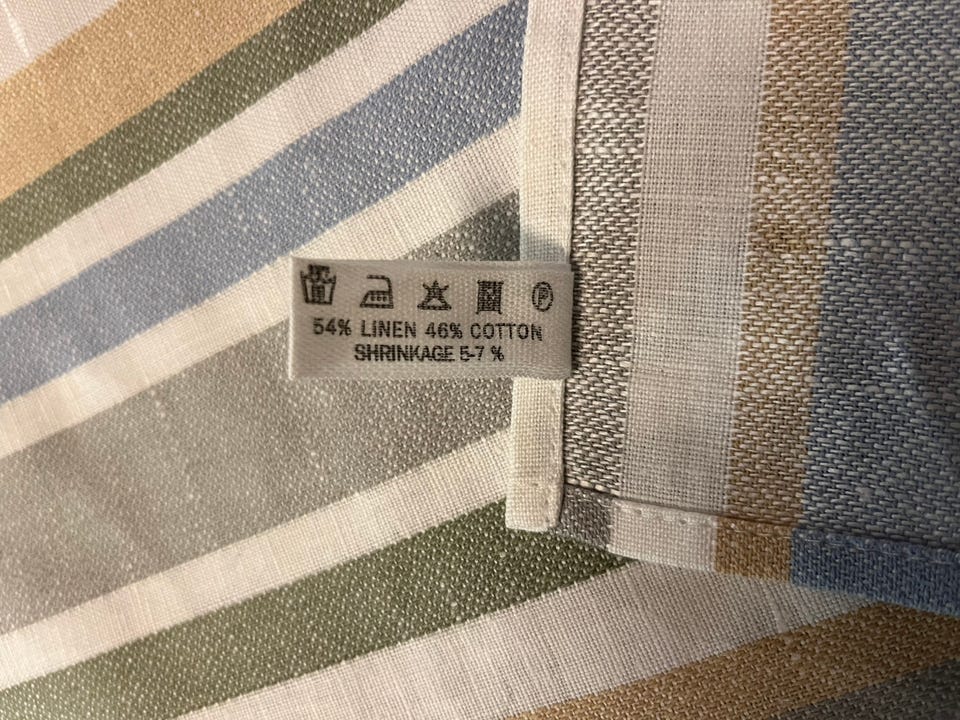 P
54% LINEN 46% COTTON
SHRINKAGE 5-7 %